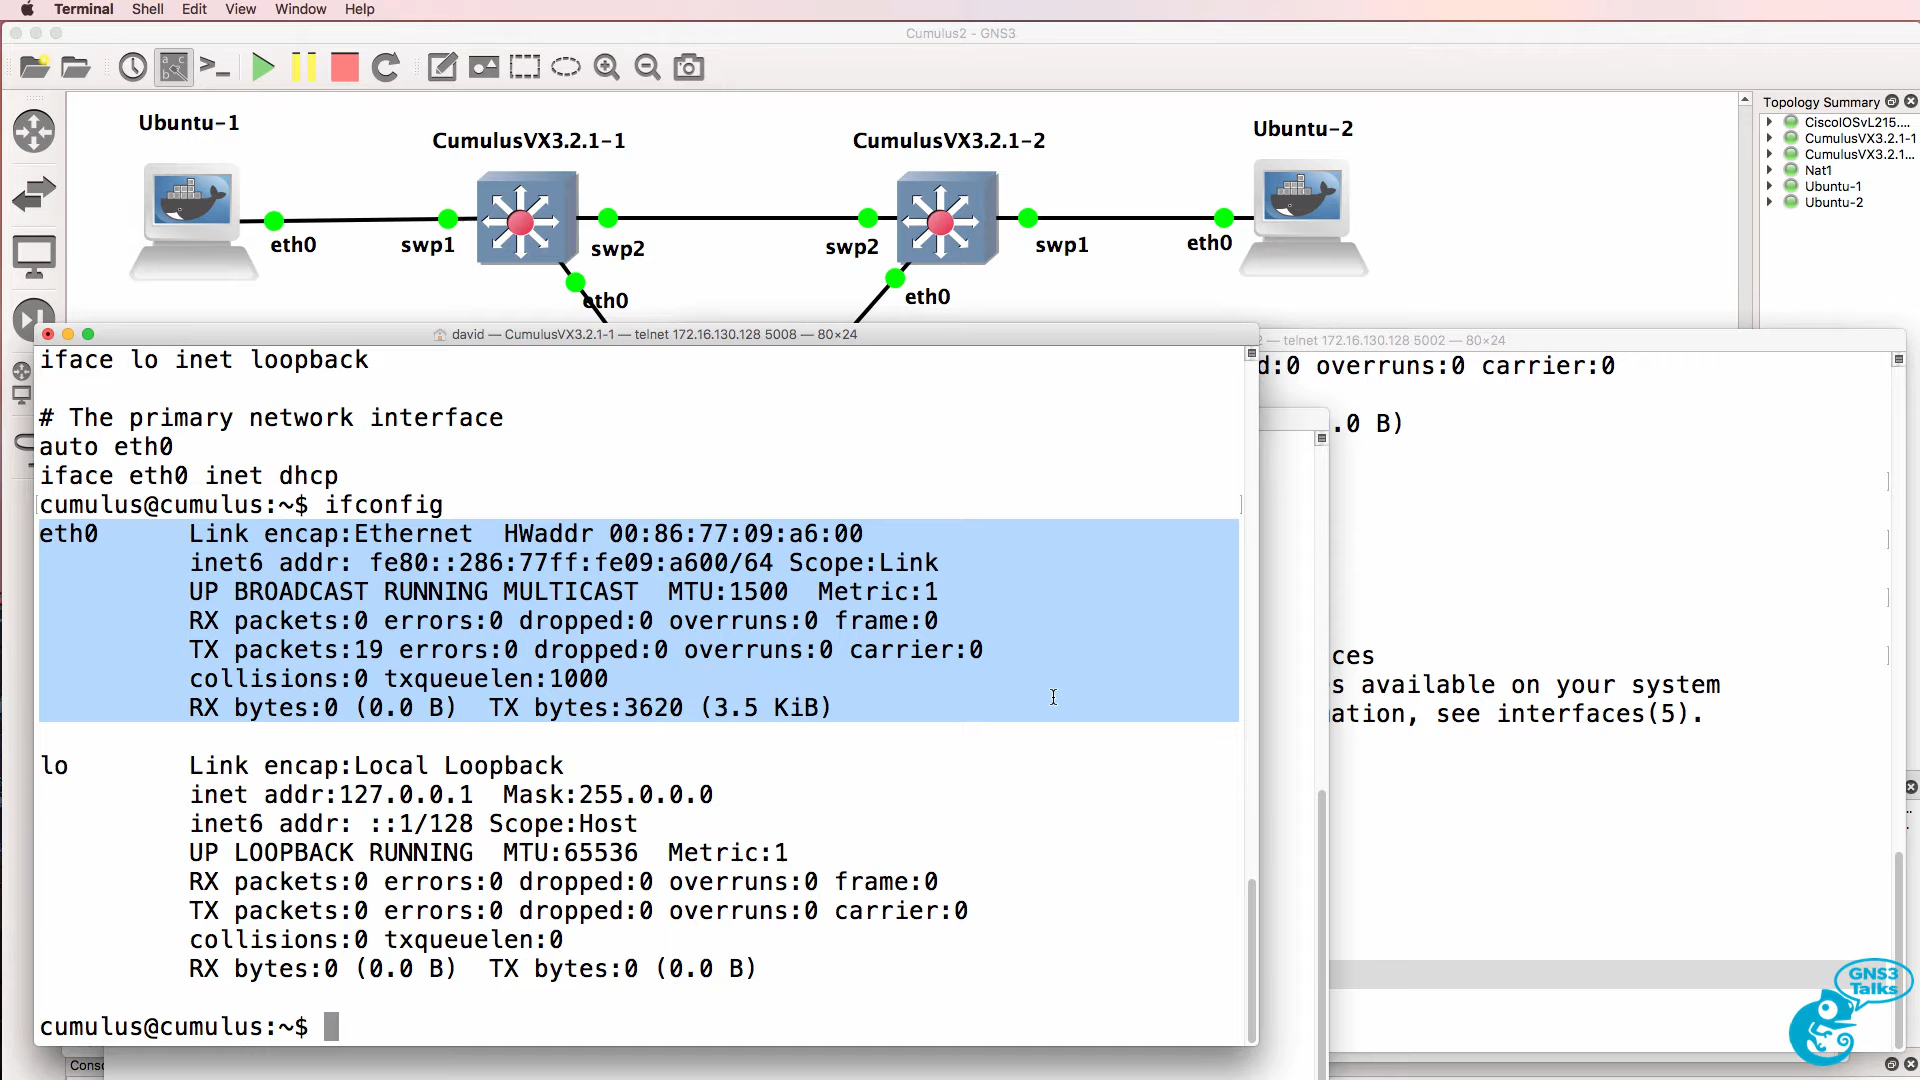 Terminal Shell Edit View Window Help
Cumulus2 - GNS3
Ubuntu-1
CumulusVX3.2.1-1
CumulusVX3.2.1-2
Ubuntu-2
eth0
swp1
swp2
swp2
swp1
eth0
eth0
eth0
Topology Summary
CiscoIOSvL215....
CumulusVX3.2.1-1
CumulusVX3.2.1...
Nat1
Ubuntu-1
Ubuntu-2
david — CumulusVX3.2.1-1 — telnet 172.16.130.128 5008 — 80×24
iface lo inet loopback
# The primary network interface
auto eth0
iface eth0 inet dhcp
cumulus@cumulus:~$ ifconfig
eth0 Link encap:Ethernet HWaddr 00:86:77:09:a6:00
inet6 addr: fe80::286:77ff:fe09:a600/64 Scope:Link
UP BROADCAST RUNNING MULTICAST MTU:1500 Metric:1
RX packets:0 errors:0 dropped:0 overruns:0 frame:0
TX packets:19 errors:0 dropped:0 overruns:0 carrier:0
collisions:0 txqueuelen:1000
RX bytes:0 (0.0 B) TX bytes:3620 (3.5 KiB)
lo Link encap:Local Loopback
inet addr:127.0.0.1 Mask:255.0.0.0
inet6 addr: ::1/128 Scope:Host
UP LOOPBACK RUNNING MTU:65536 Metric:1
RX packets:0 errors:0 dropped:0 overruns:0 frame:0
TX packets:0 errors:0 dropped:0 overruns:0 carrier:0
collisions:0 txqueuelen:0
RX bytes:0 (0.0 B) TX bytes:0 (0.0 B)
cumulus@cumulus:~$
2 — telnet 172.16.130.128 5002 — 80×24
d:0 overruns:0 carrier:0
.0 B)
ces
s available on your system
ation, see interfaces(5).
Conso
GNS3
Talks